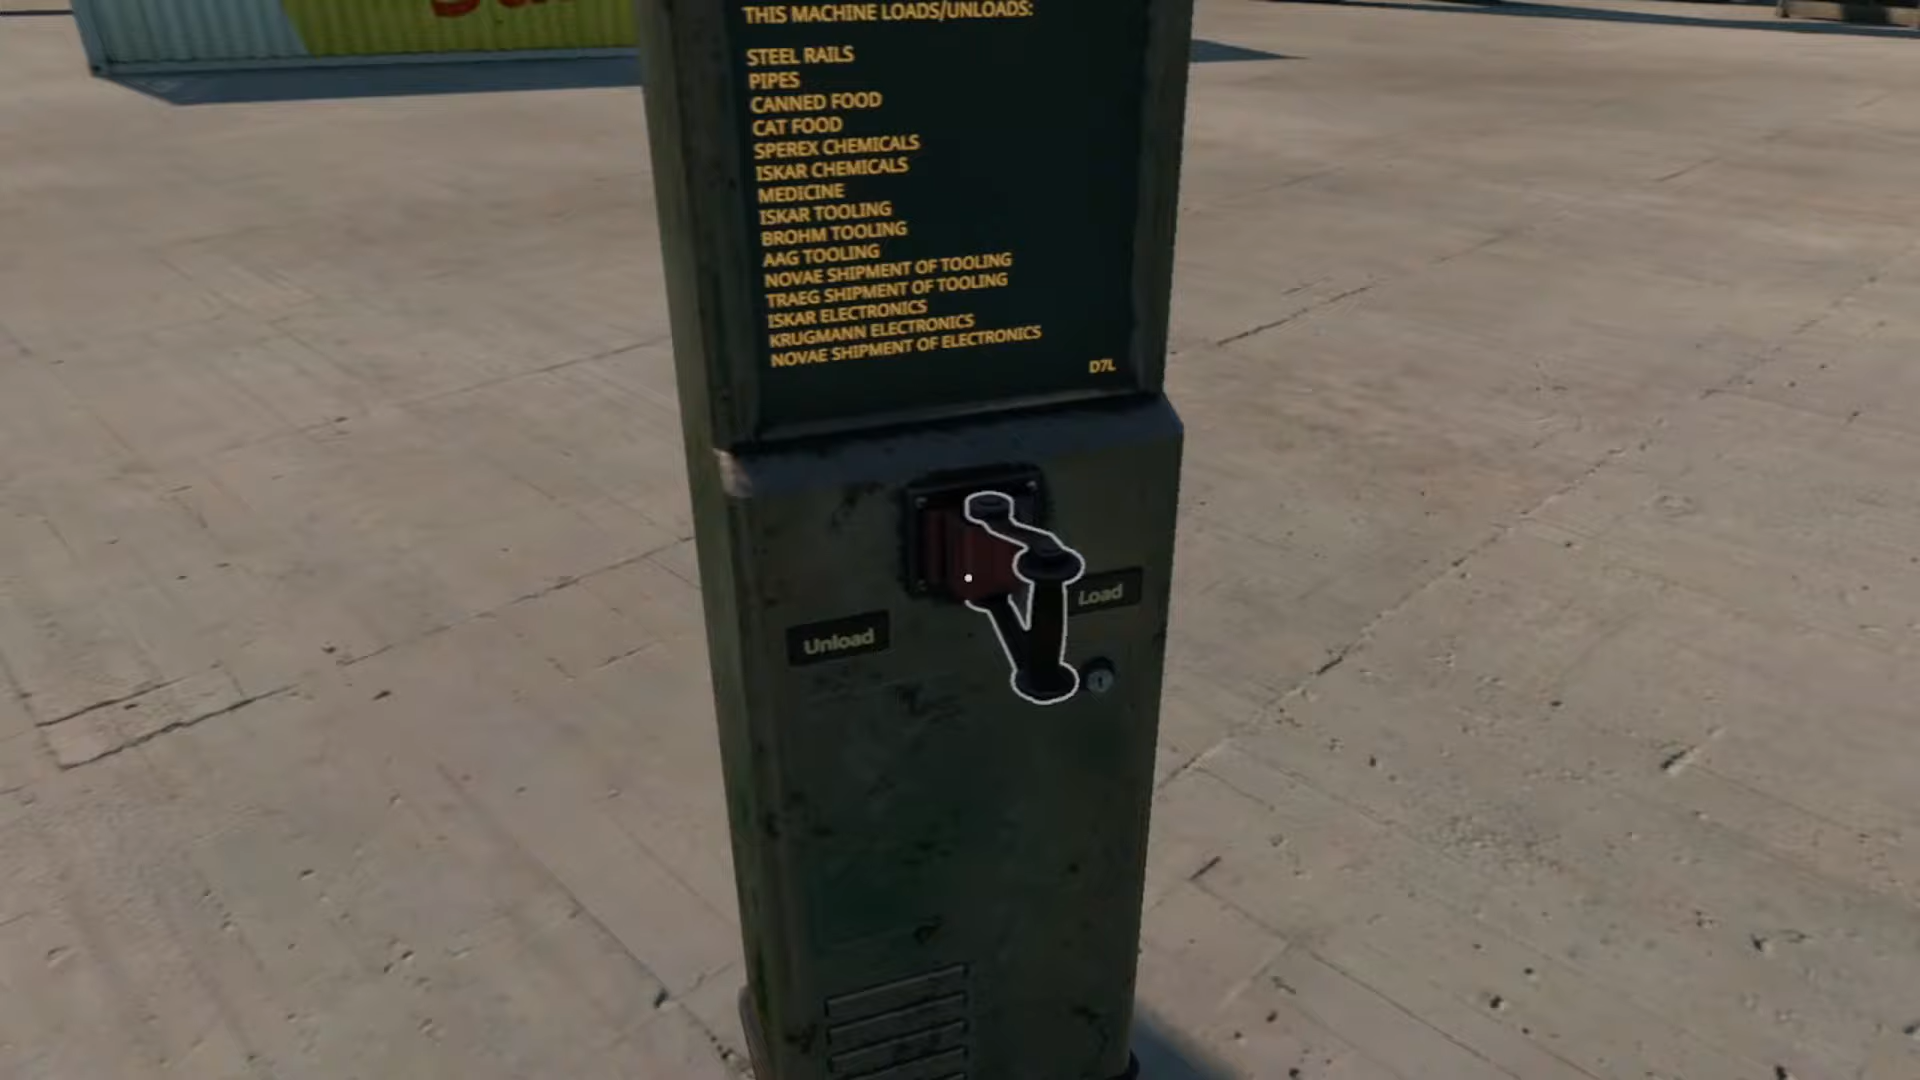 THIS MACHINE LOADS/UNLOADS:
STEEL RAILS
PIPES
CANNED FOOD
CAT FOOD
SPEREX CHEMICALS
ISKAR CHEMICALS
MEDICINE
ISKAR TOOLING
BROHM TOOLING
AAG TOOLING
NOVAE SHIPMENT OF TOOLING
TRAEG SHIPMENT OF TOOLING
ISKAR ELECTRONICS
KRUGMANN ELECTRONICS
NOVAE SHIPMENT OF ELECTRONICS
D7L
Load
Unload